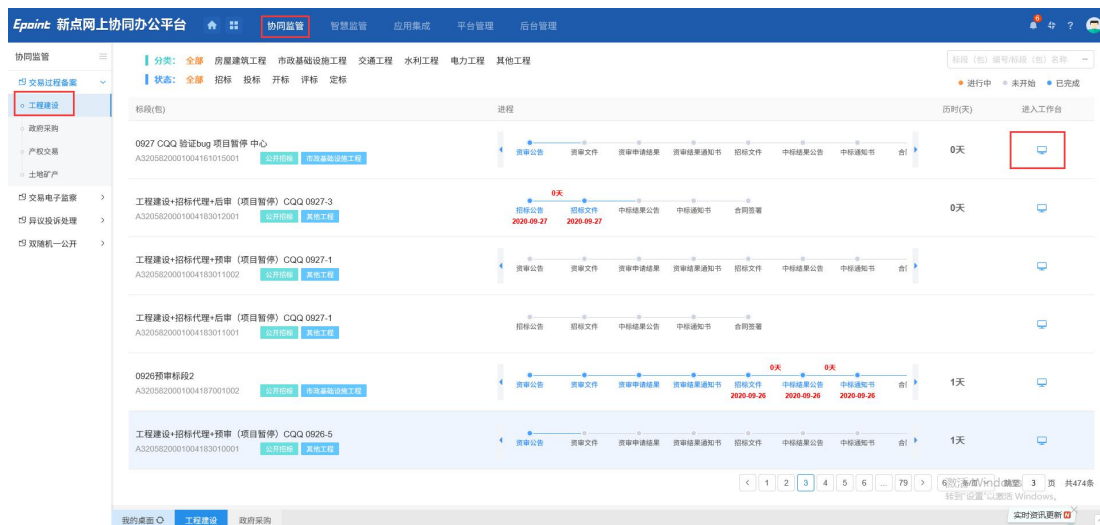 Epoint 新点网上协同办公平台 协同监管 智慧监管 应用集成 平台管理 后台管理 6 ?
协同监管
交易过程备案
工程建设
政府采购
产权交易
土地矿产
交易电子监察
异议投诉处理
双随机一公开
分类: 全部 房屋建筑工程 市政基础设施工程 交通工程 水利工程 电力工程 其他工程
状态: 全部 招标 投标 开标 评标 定标
标段（包）编号/标段（包）名称
进行中 未开始 已完成
标段(包) 进程 历时(天) 进入工作台
0927 CQQ 验证bug 项目暂停 中心
A3205820001004161015001 公开招标 市政基础设施工程
资审公告 资审文件 资审申请结果 资审结果通知书 招标文件 中标结果公告 中标通知书
0天
工程建设+招标代理+后审（项目暂停）CQQ 0927-3
A3205820001004183012001 公开招标 其他工程
0天
招标公告 招标文件 中标结果公告 中标通知书 合同签署
2020-09-27 2020-09-27
0天
工程建设+招标代理+预审（项目暂停）CQQ 0927-1
A3205820001004183011002 公开招标 其他工程
资审公告 资审文件 资审申请结果 资审结果通知书 招标文件 中标结果公告 中标通知书
工程建设+招标代理+后审（项目暂停）CQQ 0927-1
A3205820001004183011001 公开招标 其他工程
招标公告 招标文件 中标结果公告 中标通知书 合同签署
0926预审标段2
A3205820001004187001002 公开招标 市政基础设施工程
0天 0天
资审公告 资审文件 资审申请结果 资审结果通知书 招标文件 中标结果公告 中标通知书
2020-09-26 2020-09-26 2020-09-26
1天
工程建设+招标代理+预审（项目暂停）CQQ 0926-5
A3205820001004183010001 公开招标 其他工程
资审公告 资审文件 资审申请结果 资审结果通知书 招标文件 中标结果公告 中标通知书
1天
< 1 2 3 4 5 6 ... 79 > 6条/页 跳至 3 页 共474条
激活 Windows
转到"设置"以激活 Windows。
我的桌面 工程建设 政府采购
实时资讯更新 N